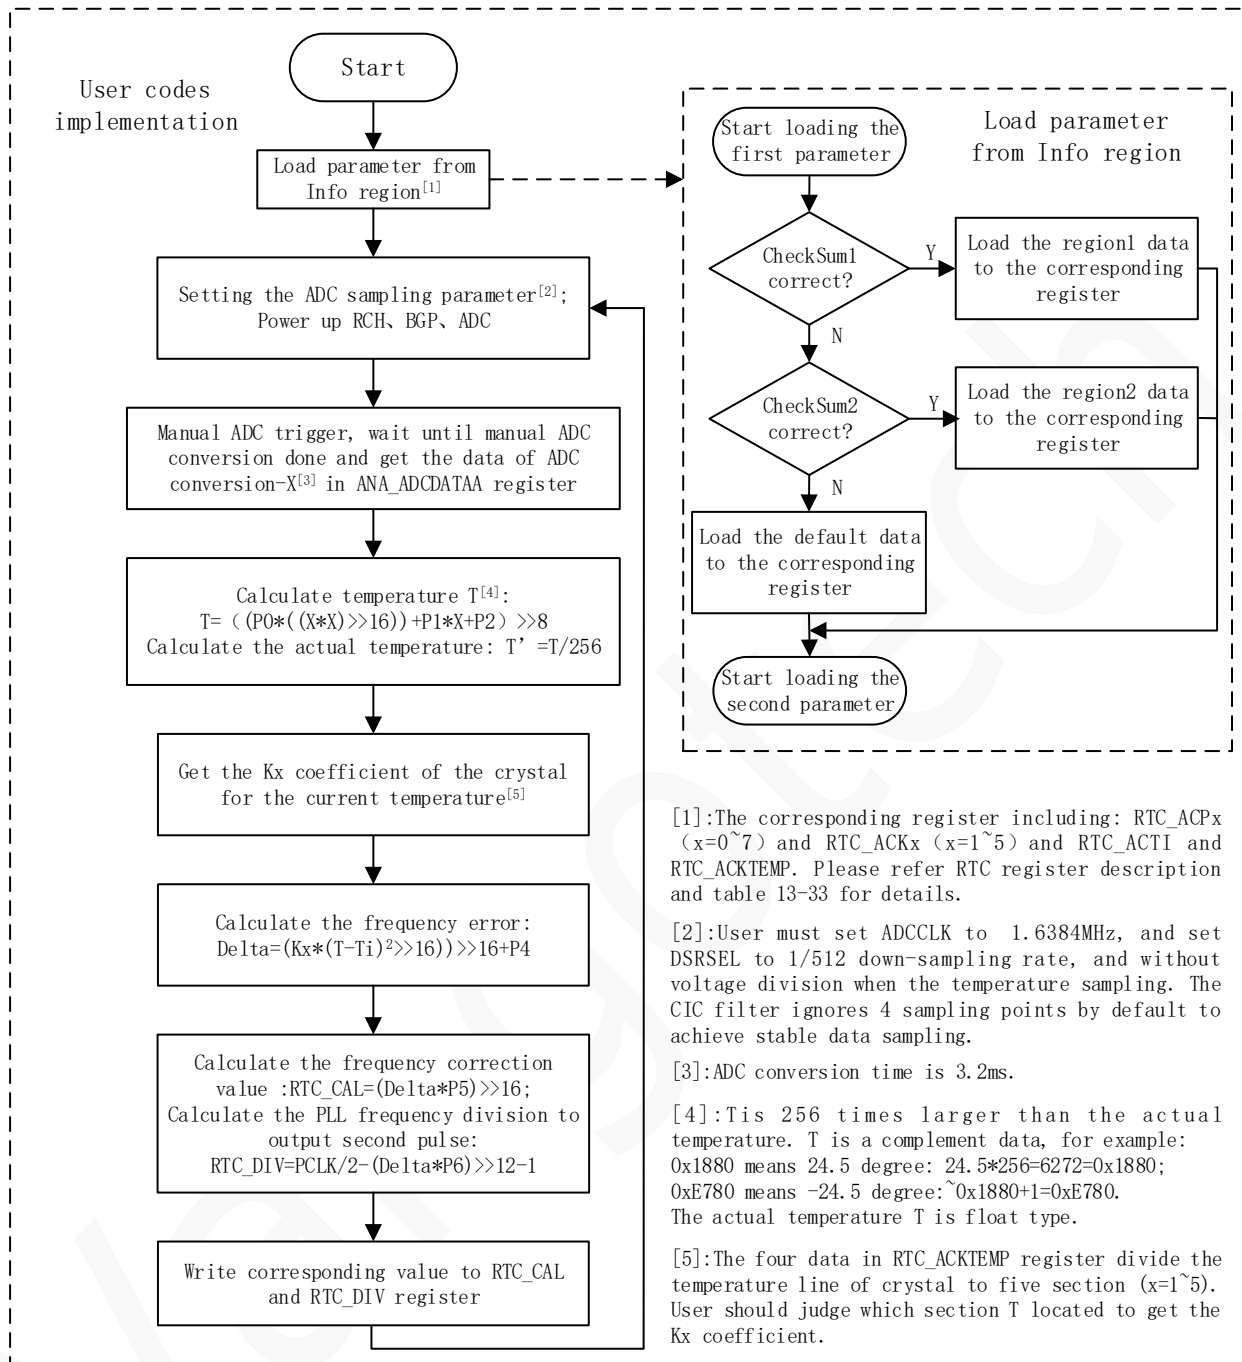 Start
User codes
implementation
Load parameter from
Info region[1]
Setting the ADC sampling parameter[2];
Power up RCH、BGP、ADC
Manual ADC trigger, wait until manual ADC
conversion done and get the data of ADC
conversion-X[3] in ANA_ADCDATAA register
Calculate temperature T[4]:
T= ((P0*((X*X)>>16))+P1*X+P2) >>8
Calculate the actual temperature: T’=T/256
Get the Kx coefficient of the crystal
for the current temperature[5]
Calculate the frequency error:
Delta=(Kx*(T-Ti)²>>16))>>16+P4
Calculate the frequency correction
value :RTC_CAL=(Delta*P5)>>16;
Calculate the PLL frequency division to
output second pulse:
RTC_DIV=PCLK/2-(Delta*P6)>>12-1
Write corresponding value to RTC_CAL
and RTC_DIV register
Load parameter
from Info region
Start loading the
first parameter
CheckSum1
correct?
Y
Load the region1 data
to the corresponding
register
N
CheckSum2
correct?
Y
Load the region2 data
to the corresponding
register
N
Load the default data
to the corresponding
register
Start loading the
second parameter
[1]:The corresponding register including: RTC_ACPx
（x=0~7）and RTC_ACKx（x=1~5）and RTC_ACTI and
RTC_ACKTEMP. Please refer RTC register description
and table 13-33 for details.
[2]:User must set ADCCLK to 1.6384MHz, and set
DSRSEL to 1/512 down-sampling rate, and without
voltage division when the temperature sampling. The
CIC filter ignores 4 sampling points by default to
achieve stable data sampling.
[3]:ADC conversion time is 3.2ms.
[4]:Tis 256 times larger than the actual
temperature. T is a complement data, for example:
0x1880 means 24.5 degree: 24.5*256=6272=0x1880;
0xE780 means -24.5 degree:~0x1880+1=0xE780.
The actual temperature T is float type.
[5]:The four data in RTC_ACKTEMP register divide the
temperature line of crystal to five section (x=1~5).
User should judge which section T located to get the
Kx coefficient.